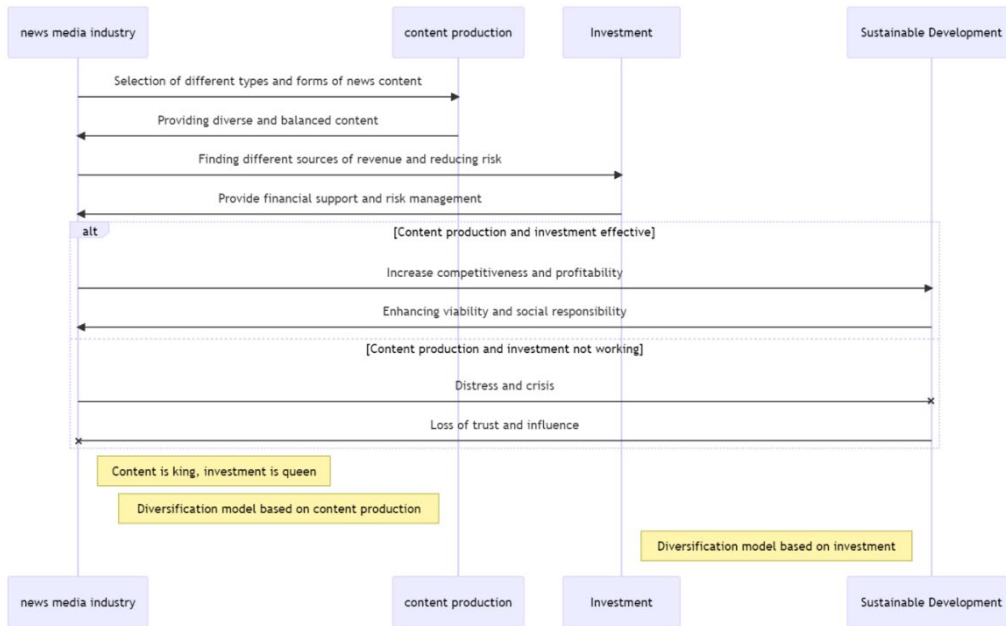 news media industry
content production
Investment
Sustainable Development
Selection of different types and forms of news content
Providing diverse and balanced content
Finding different sources of revenue and reducing risk
Provide financial support and risk management
alt
[Content production and investment effective]
Increase competitiveness and profitability
Enhancing viability and social responsibility
[Content production and investment not working]
Distress and crisis
Loss of trust and influence
Content is king, investment is queen
Diversification model based on content production
Diversification model based on investment
news media industry
content production
Investment
Sustainable Development